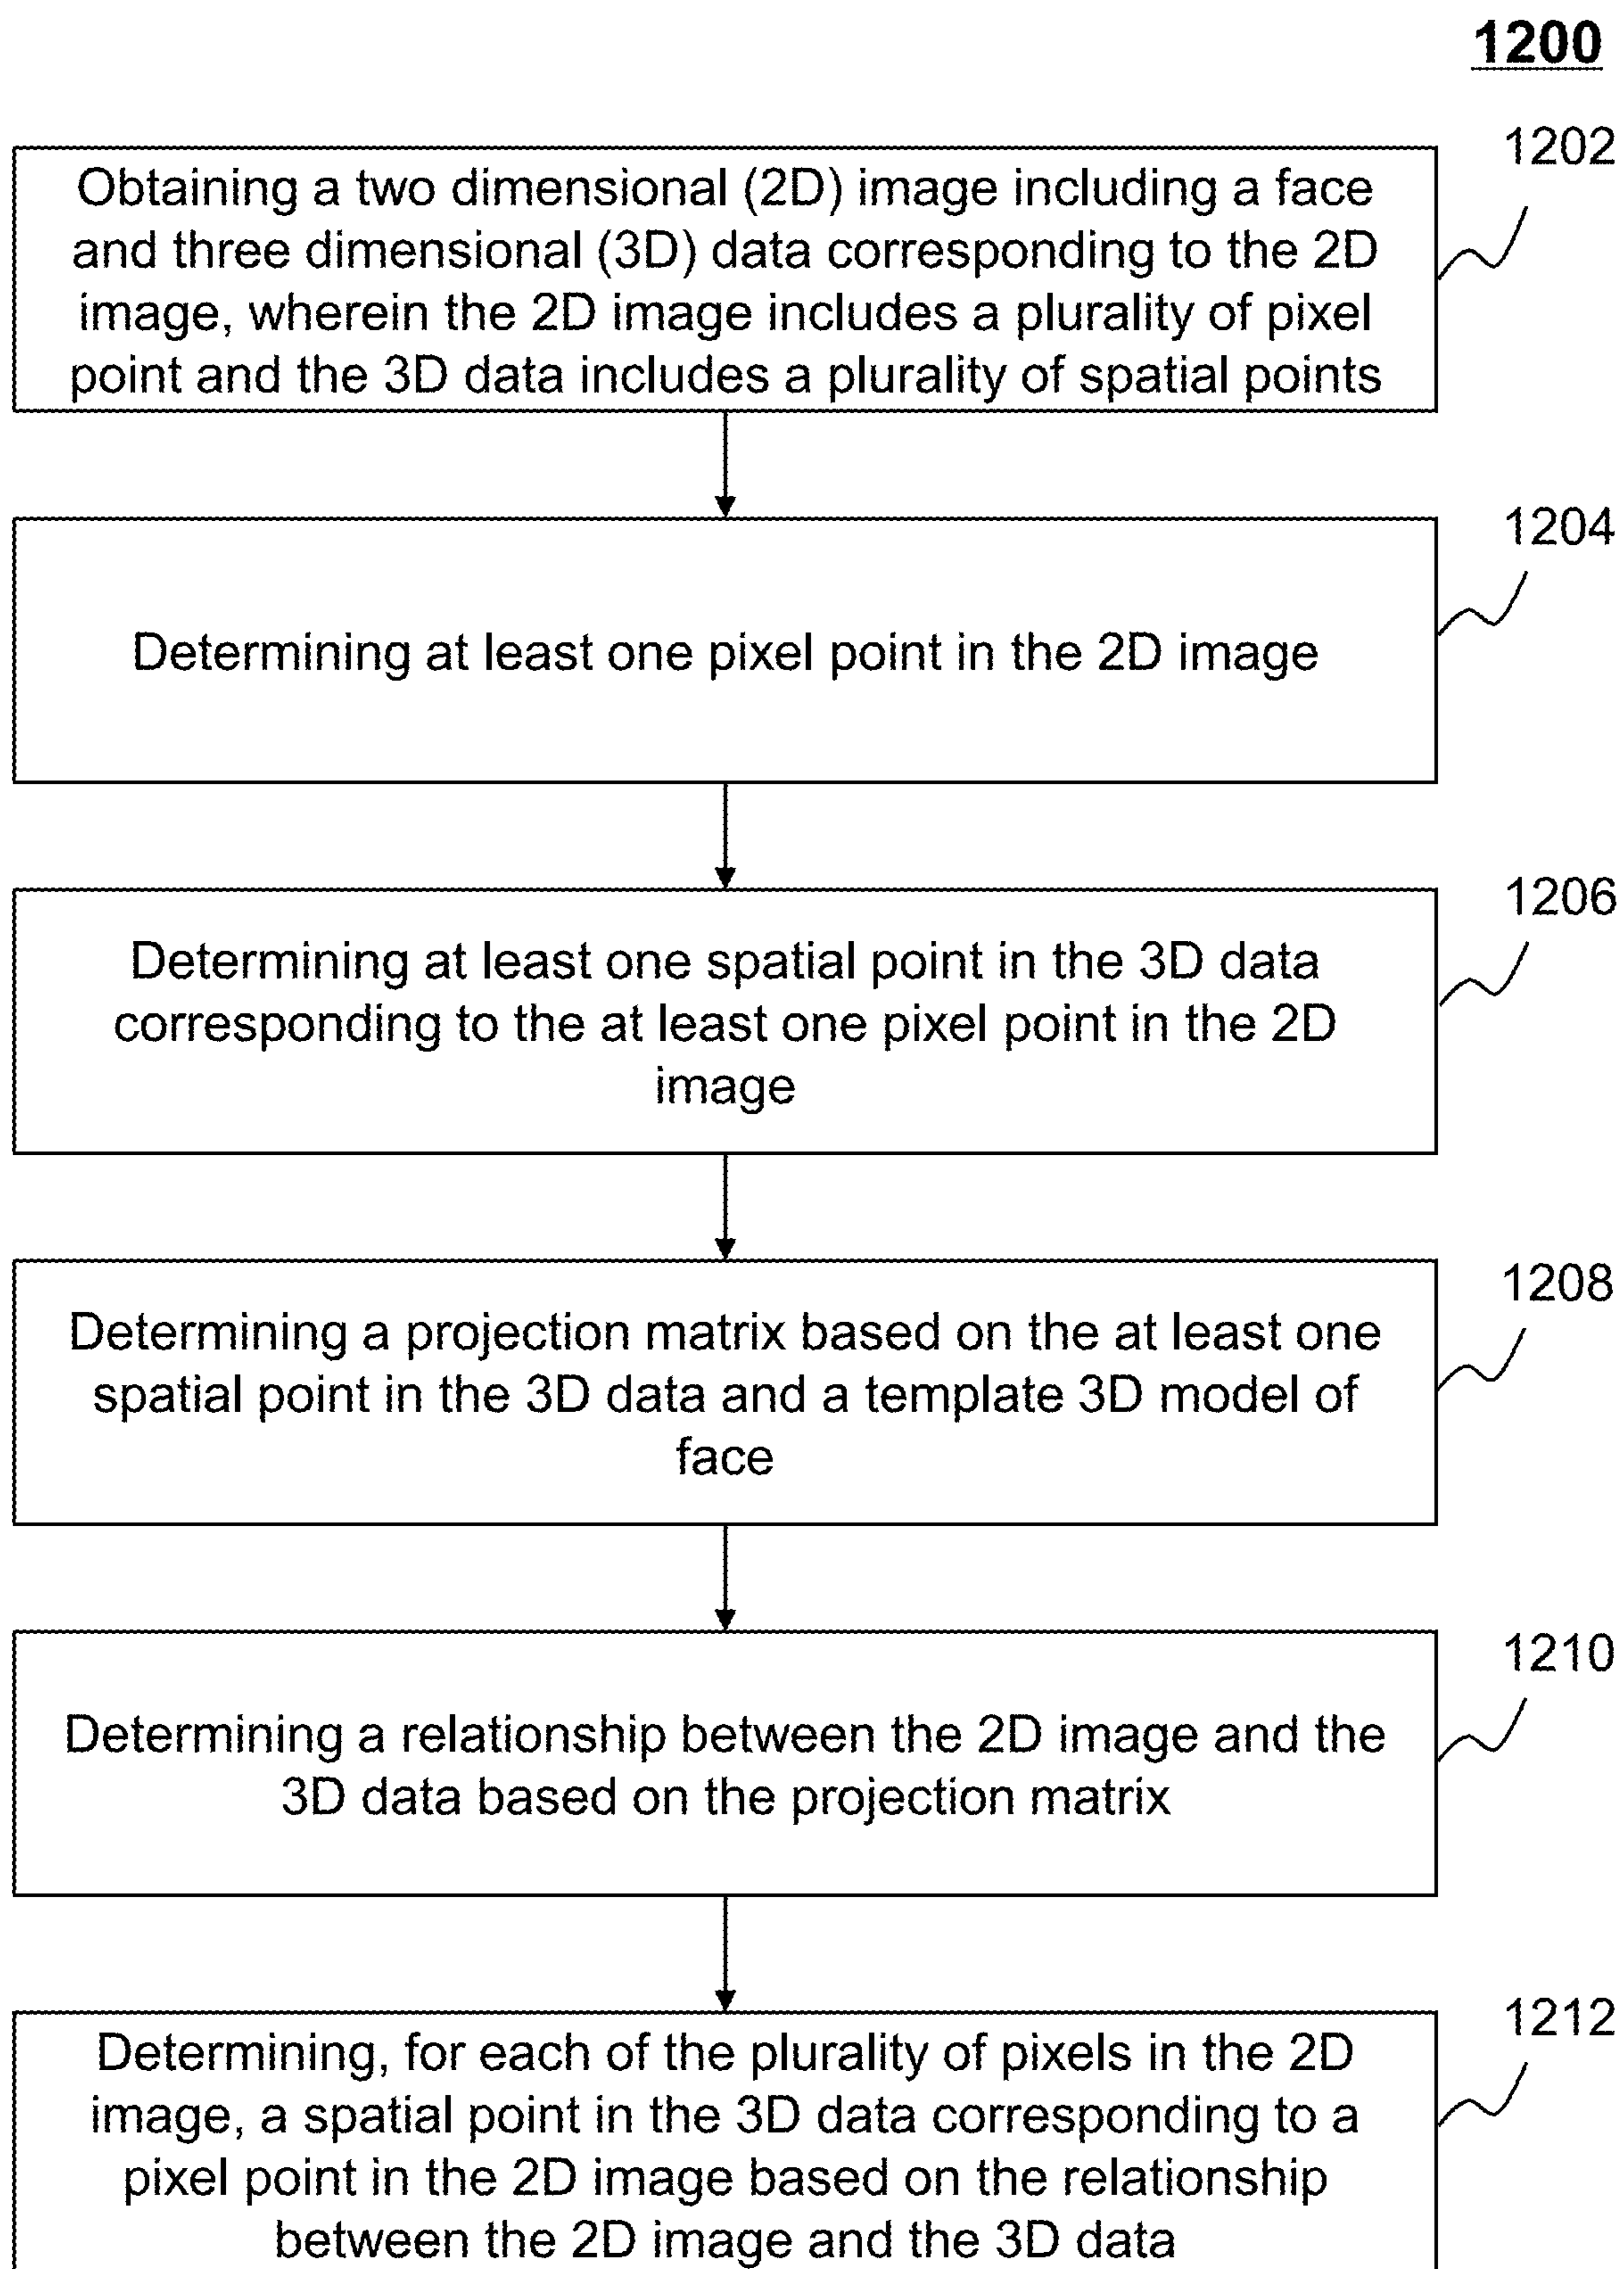 1200
1202
Obtaining a two dimensional (2D) image including a face
and three dimensional (3D) data corresponding to the 2D
image, wherein the 2D image includes a plurality of pixel
point and the 3D data includes a plurality of spatial points
1204
Determining at least one pixel point in the 2D image
1206
Determining at least one spatial point in the 3D data
corresponding to the at least one pixel point in the 2D
image
1208
Determining a projection matrix based on the at least one
spatial point in the 3D data and a template 3D model of
face
1210
Determining a relationship between the 2D image and the
3D data based on the projection matrix
1212
Determining, for each of the plurality of pixels in the 2D
image, a spatial point in the 3D data corresponding to a
pixel point in the 2D image based on the relationship
between the 2D image and the 3D data